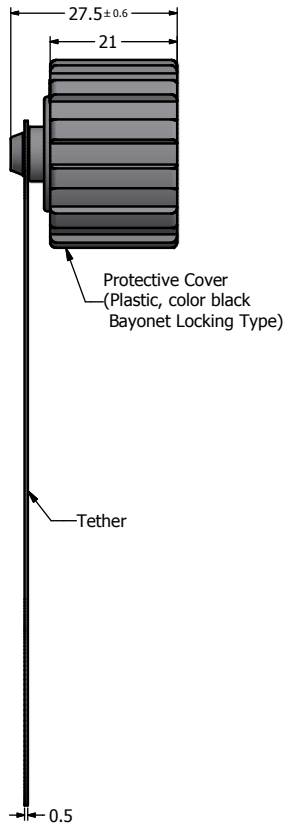 27.5±0.6
21
Protective Cover
(Plastic, color black
Bayonet Locking Type)
Tether
0.5